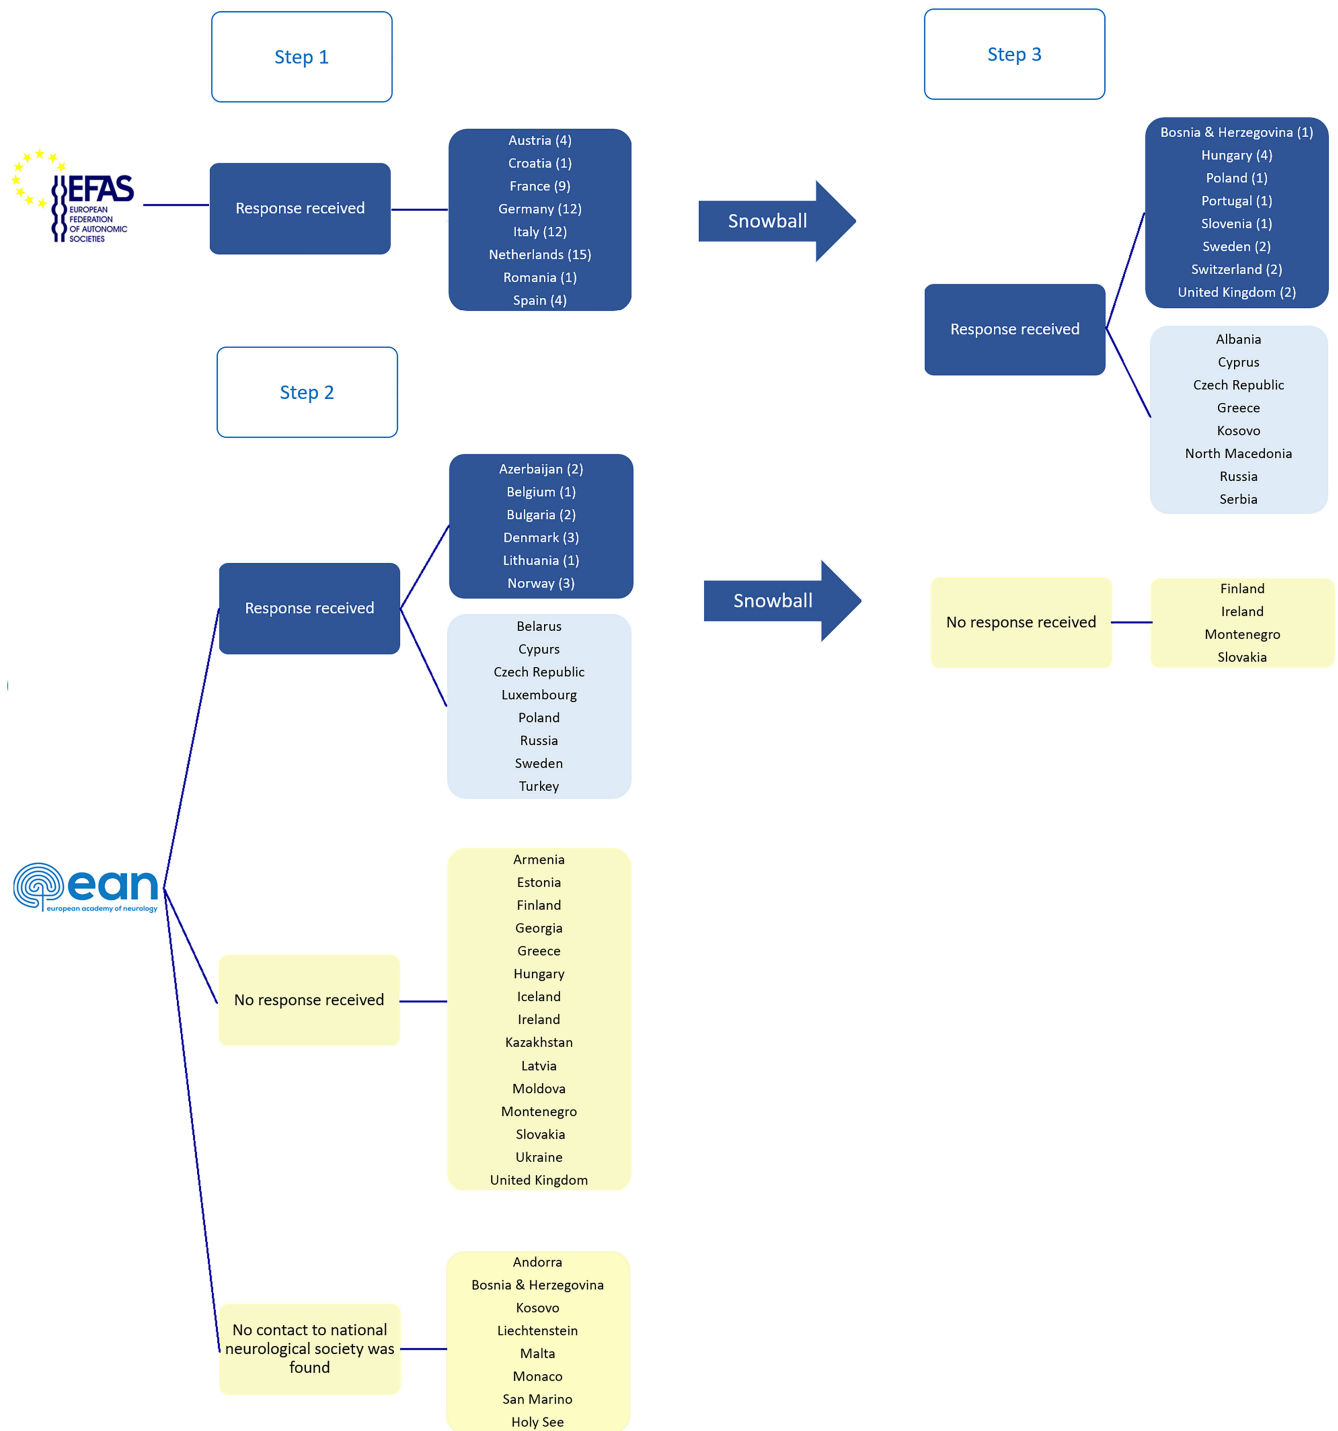 Step 1
EFAS
EUROPEAN
FEDERATION
OF AUTONOMIC
SOCIETIES
Response received
Austria (4)
Croatia (1)
France (9)
Germany (12)
Italy (12)
Netherlands (15)
Romania (1)
Spain (4)
Snowball
Step 2
ean
european academy of neurology
Response received
Azerbaijan (2)
Belgium (1)
Bulgaria (2)
Denmark (3)
Lithuania (1)
Norway (3)
Belarus
Cypurs
Czech Republic
Luxembourg
Poland
Russia
Sweden
Turkey
Snowball
No response received
Armenia
Estonia
Finland
Georgia
Greece
Hungary
Iceland
Ireland
Kazakhstan
Latvia
Moldova
Montenegro
Slovakia
Ukraine
United Kingdom
No contact to national
neurological society was
found
Andorra
Bosnia & Herzegovina
Kosovo
Liechtenstein
Malta
Monaco
San Marino
Holy See
Step 3
Response received
Bosnia & Herzegovina (1)
Hungary (4)
Poland (1)
Portugal (1)
Slovenia (1)
Sweden (2)
Switzerland (2)
United Kingdom (2)
Albania
Cyprus
Czech Republic
Greece
Kosovo
North Macedonia
Russia
Serbia
No response received
Finland
Ireland
Montenegro
Slovakia